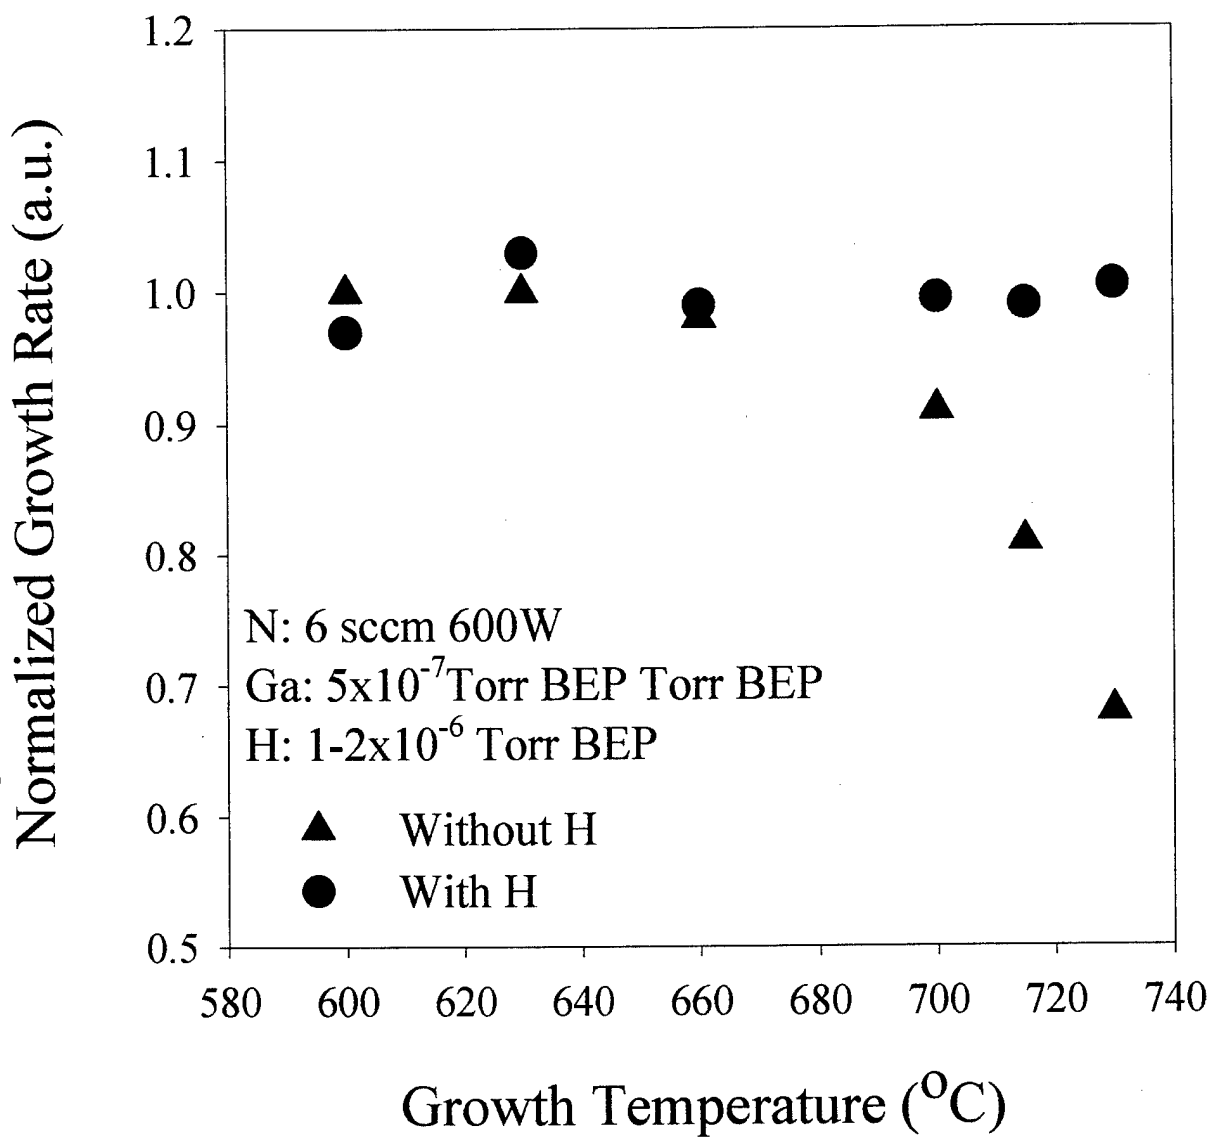 Normalized Growth Rate (a.u.)
1.2
1.1
1.0
0.9
0.8
0.7
0.6
0.5
N: 6 sccm 600W
Ga: 5x10⁻⁷Torr BEP Torr BEP
H: 1-2x10⁻⁶ Torr BEP
Without H
With H
580 600 620 640 660 680 700 720 740
Growth Temperature (⁰C)